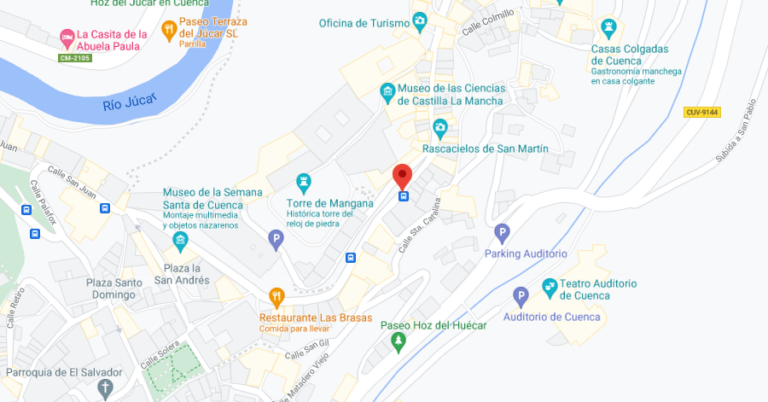 Hoz del Júcar en Cuenca
Paseo Terraza
del Júcar SL
Parrilla
La Casita de la
Abuela Paula
CM-2105
Río Júcar
Oficina de Turismo
Calle Colmillo
Casas Colgadas
de Cuenca
Gastronomía manchega
en casa colgante
Museo de las Ciencias
de Castilla La Mancha
CUV-9144
Subida a San Pablo
Rascacielos de San Martín
Calle San Juan
Calle Palafox
Museo de la Semana
Santa de Cuenca
Montaje multimedia
y objetos nazarenos
Torre de Mangana
Histórica torre del
reloj de piedra
Calle Sta. Catalina
P
P
Parking Auditorio
Plaza la
San Andrés
Plaza Santo
Domingo
Calle Retiro
Teatro Auditorio
de Cuenca
P
Auditorio de Cuenca
Restaurante Las Brasas
Comida para llevar
Paseo Hoz del Huécar
Calle San Gil
Calle Matadero Viejo
Calle Solera
Parroquia de El Salvador